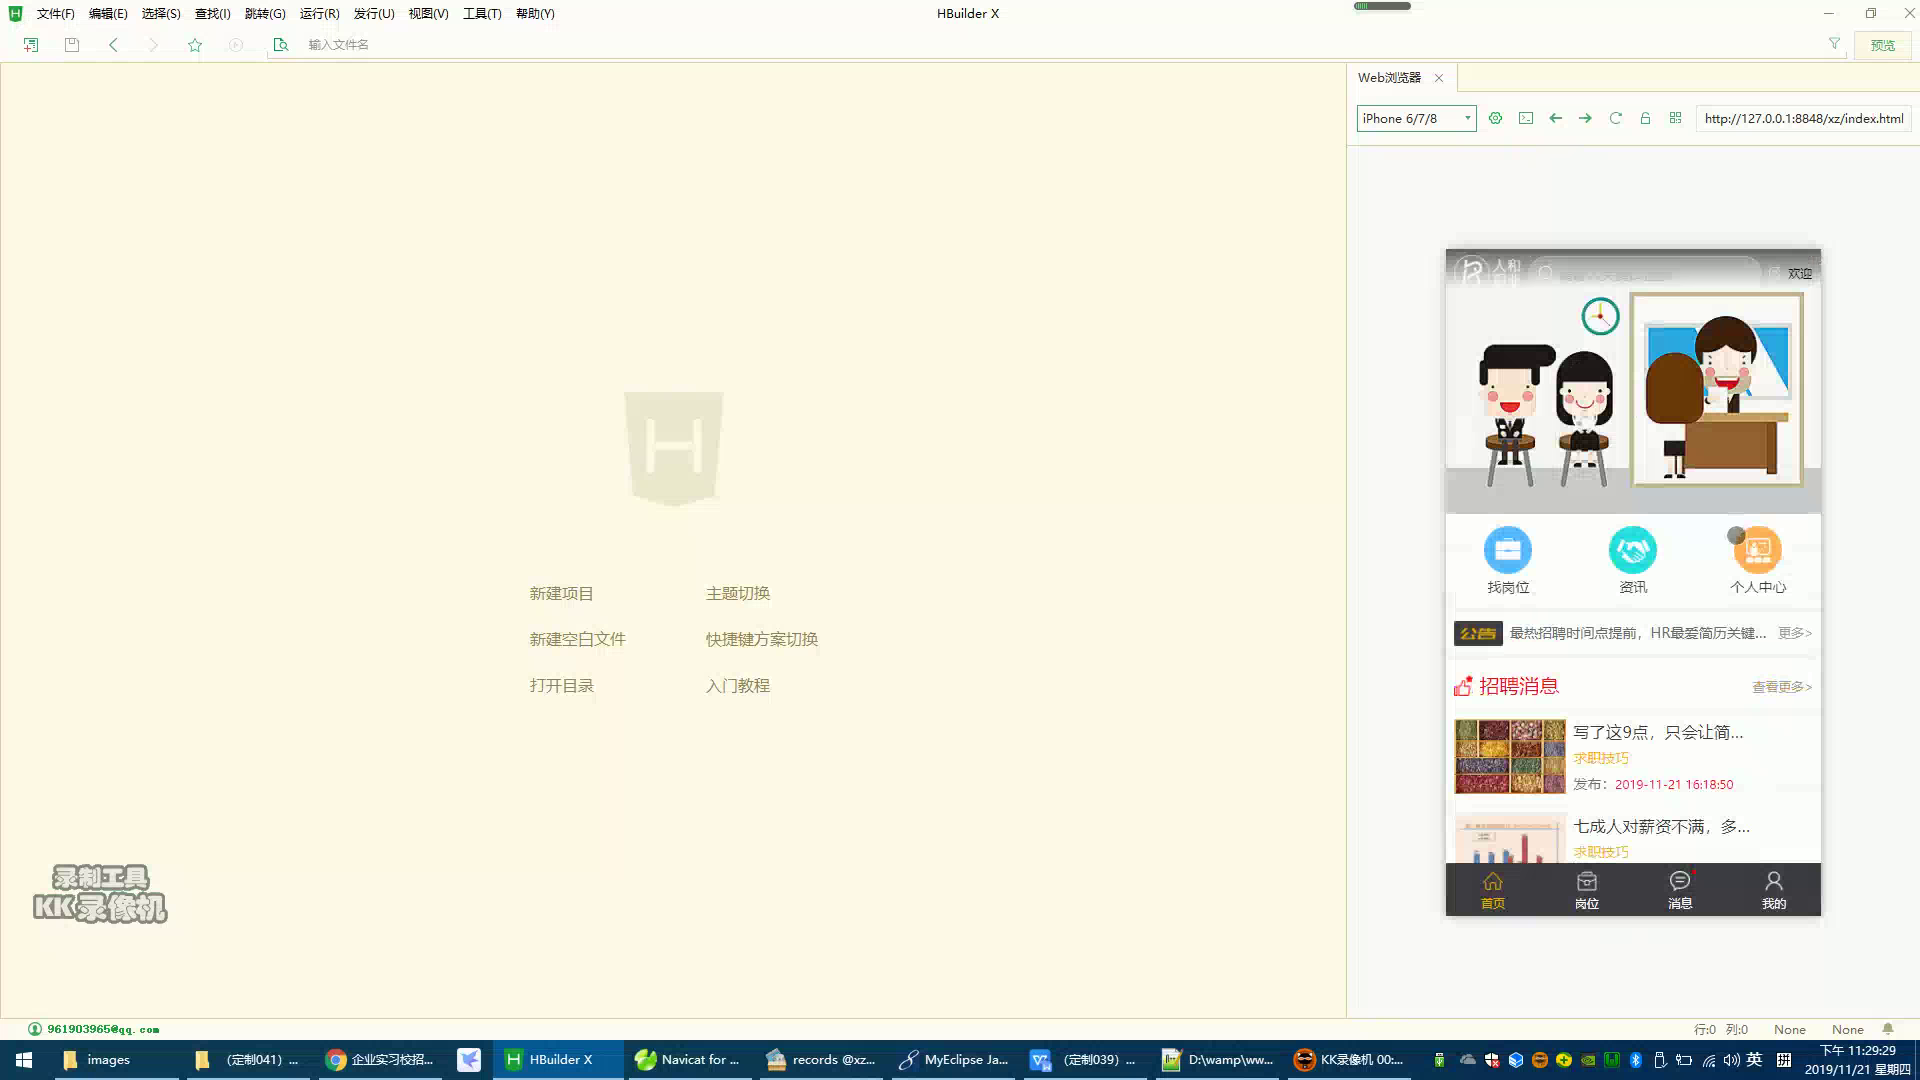 文件(F) 编辑(E) 选择(S) 查找(I) 跳转(G) 运行(R) 发行(U) 视图(V) 工具(T) 帮助(Y)
HBuilder X
输入文件名
预览
Web浏览器
iPhone 6/7/8
http://127.0.0.1:8848/xz/index.html
人和
欢迎
找岗位
资讯
个人中心
公告
最热招聘时间点提前，HR最爱简历关键...
更多>
招聘消息
查看更多>
写了这9点，只会让简...
求职技巧
发布：2019-11-21 16:18:50
七成人对薪资不满，多...
求职技巧
首页
岗位
消息
我的
新建项目
主题切换
新建空白文件
快捷键方案切换
打开目录
入门教程
录制工具
KK录像机
961903965@qq.com
行:0 列:0
None
None
images
(定制041) ...
企业实习校招...
HBuilder X
Navicat for ...
records @xz...
MyEclipse Ja...
(定制039) ...
D:\wamp\ww...
KK录像机 00:...
英
拼
下午 11:29:29
2019/11/21 星期四